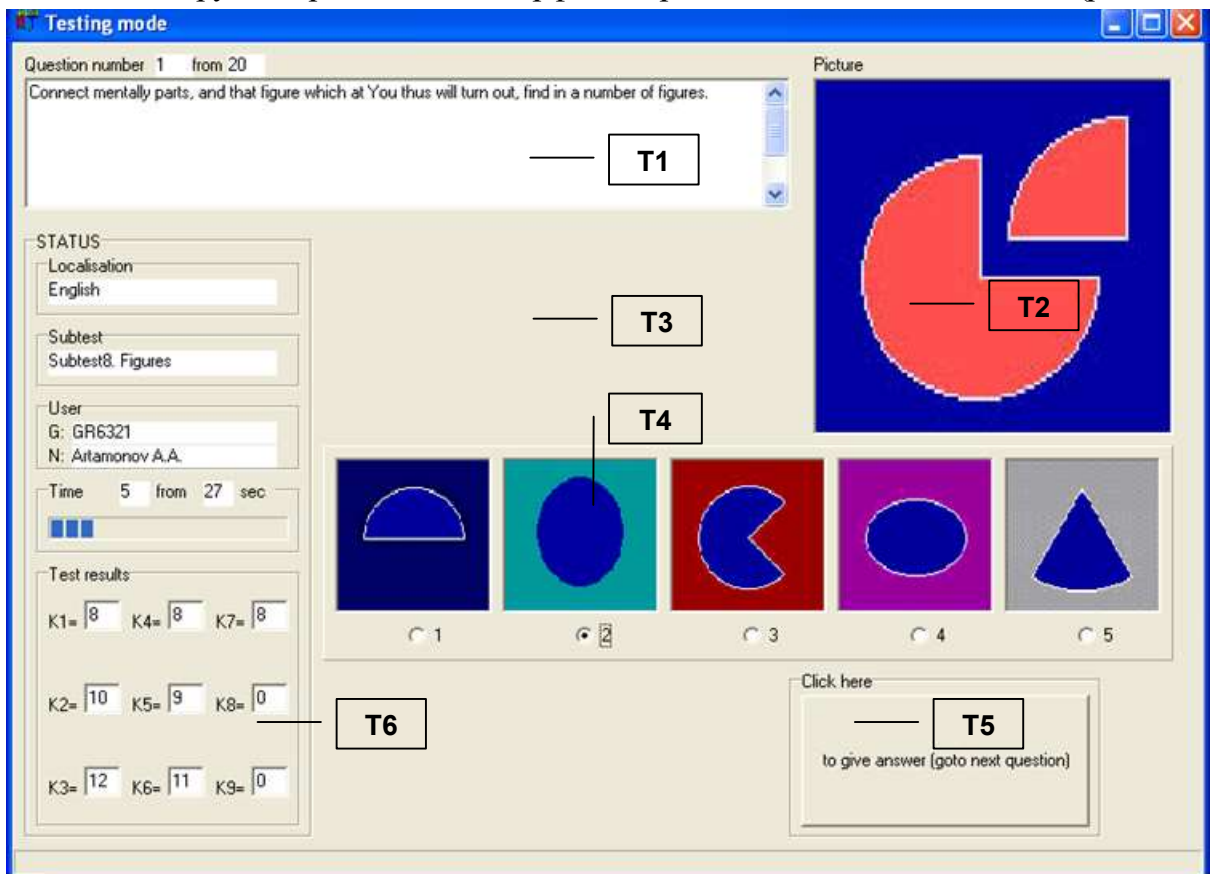 Testing mode
Question number 1 from 20
Picture
Connect mentally parts, and that figure which at You thus will turn out, find in a number of figures.
T1
STATUS
Localisation
English
T2
T3
Subtest
Subtest8. Figures
User
G: GR6321
N: Artamonov A.A.
T4
Time 5 from 27 sec
Test results
K1= 8 K4= 8 K7= 8
1 2 3 4 5
K2= 10 K5= 9 K8= 0
Click here
T6
T5
to give answer (goto next question)
K3= 12 K6= 11 K9= 0